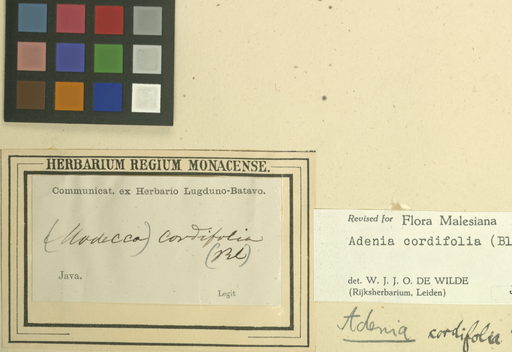 HERBARIUM REGIUM MONACENSE.
Communicat. ex Herbario Lugduno-Batavo.
(Modecca) cordifolia
(Bl)
Java.
Legit
Revised for Flora Malesiana
Adenia cordifolia (Bl
det. W. J. J. O. DE WILDE
(Rijksherbarium, Leiden)
Adenia cordifolia